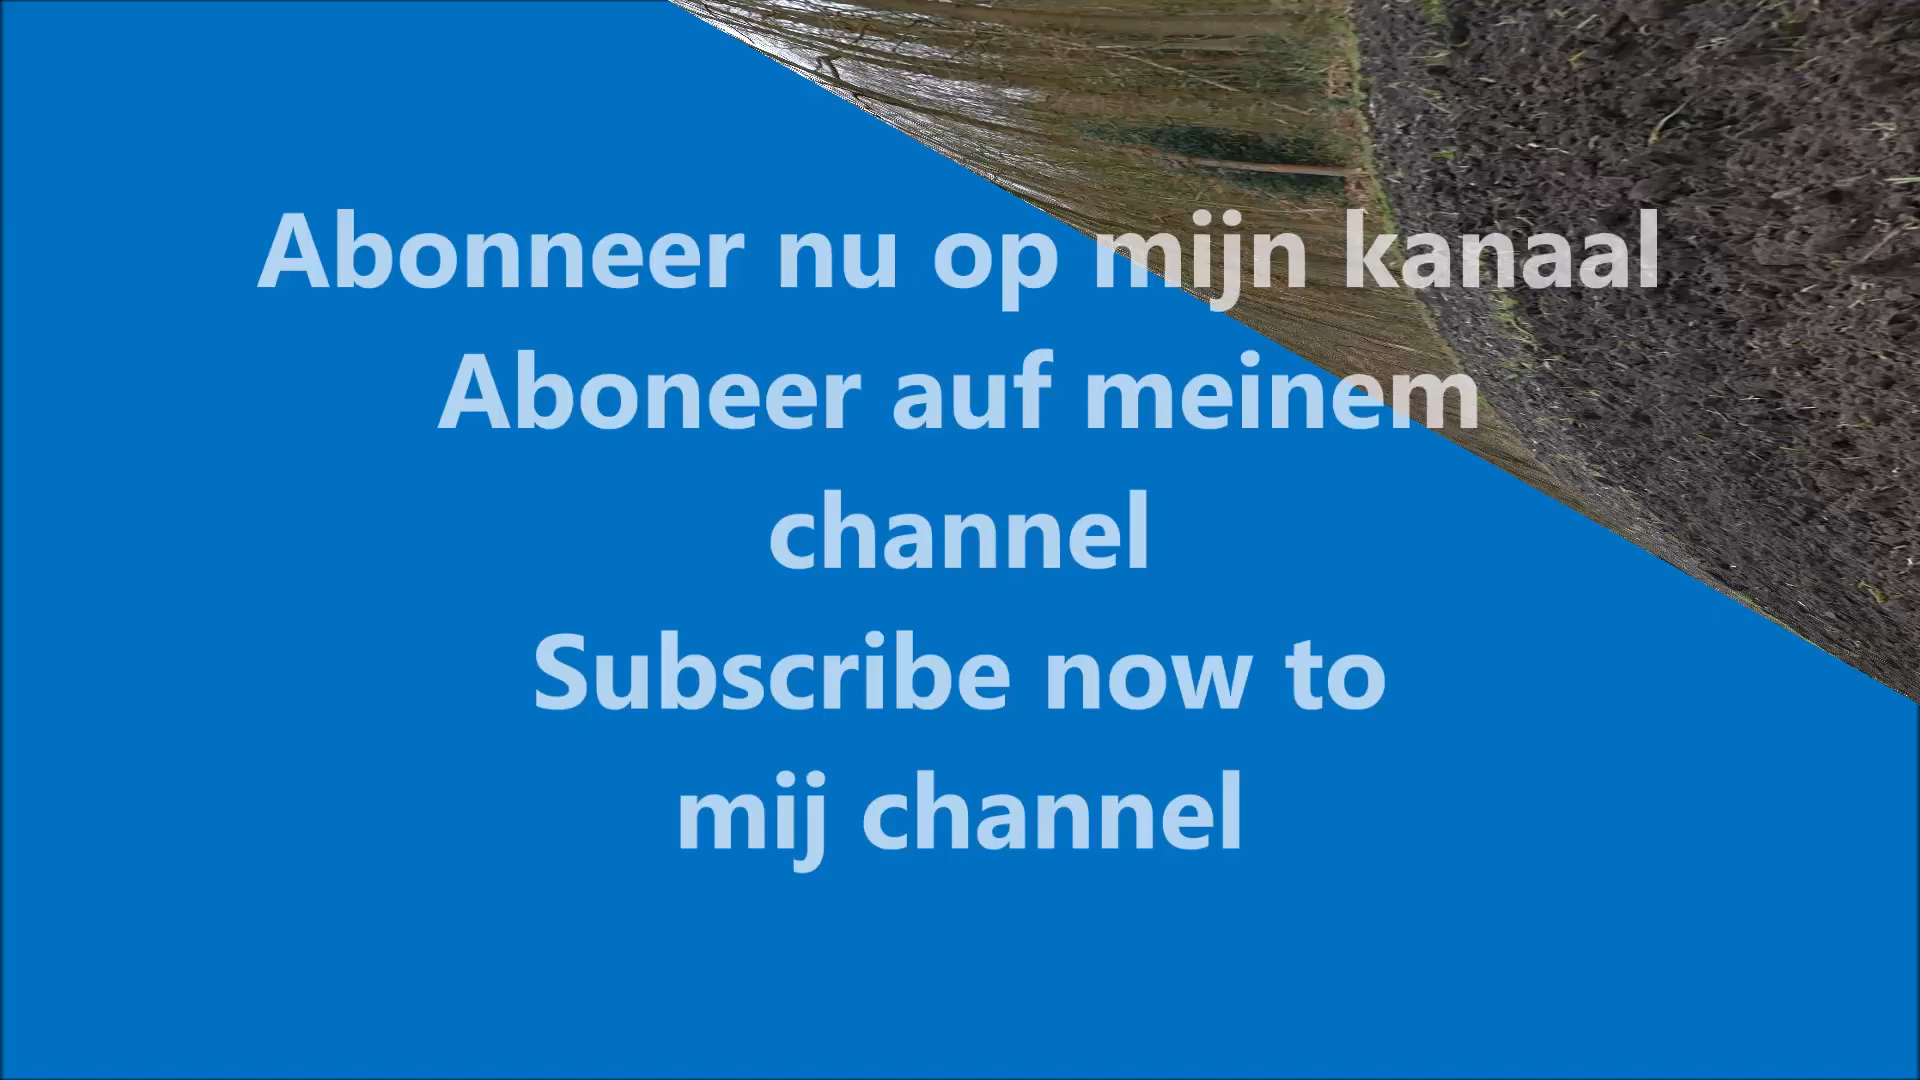 Abonneer nu op mijn kanaal
Aboneer auf meinem
channel
Subscribe now to
mij channel